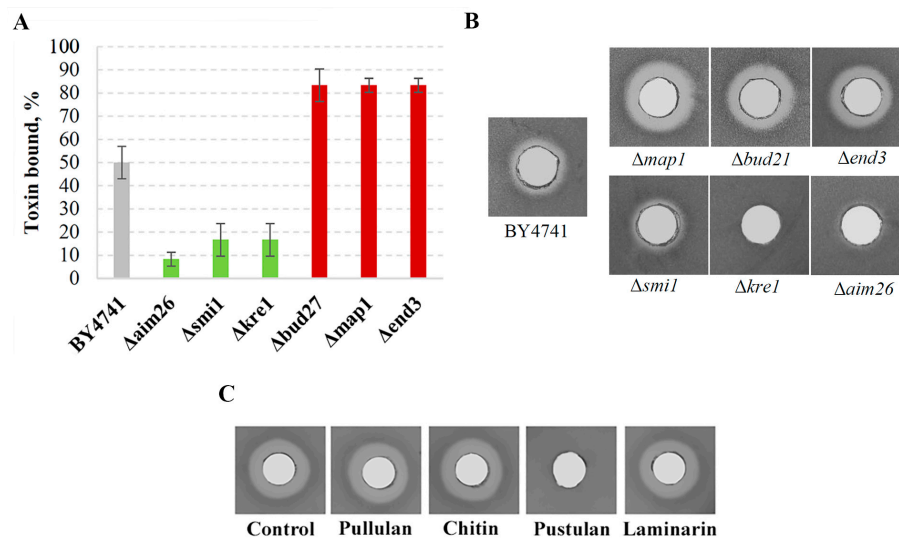 A
Toxin bound, %
100
90
80
70
60
50
40
30
20
10
0
BY4741
Δaim26
Δsmi1
Δkre1
Δbud27
Δmap1
Δend3
B
BY4741
Δmap1 Δbud21 Δend3
Δsmi1 Δkre1 Δaim26
C
Control Pullulan Chitin Pustulan Laminarin